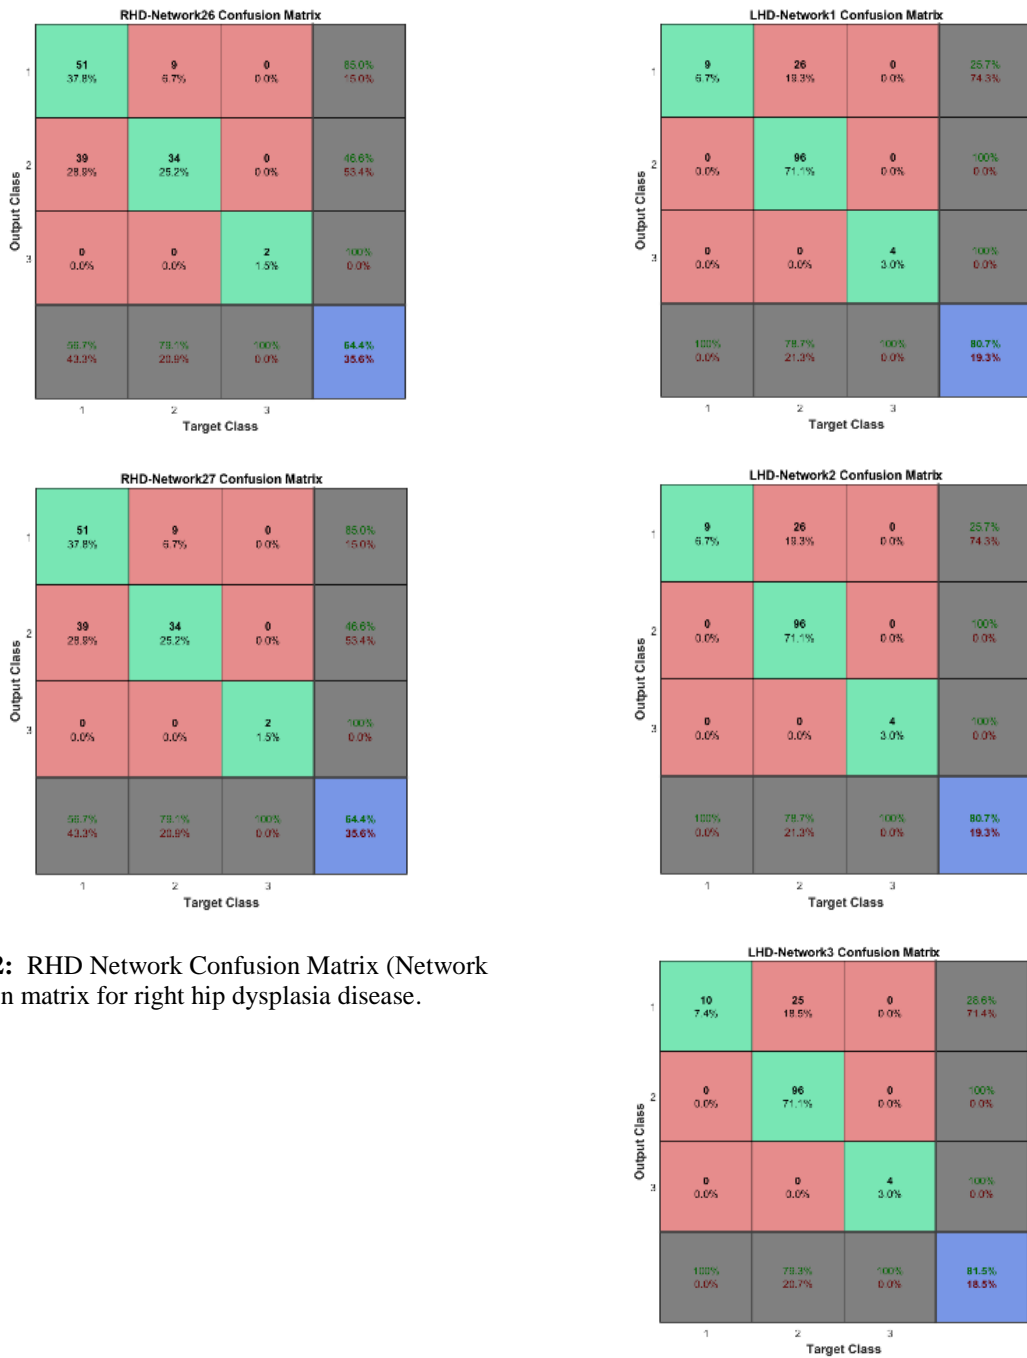 RHD-Network26 Confusion Matrix
Output Class
1
51 9 0 85.0%
37.8% 6.7% 0.0% 15.0%
2
39 34 0 46.6%
28.9% 25.2% 0.0% 53.4%
3
0 0 2 100%
0.0% 0.0% 1.5% 0.0%
56.7% 79.1% 100% 64.4%
43.3% 20.9% 0.0% 35.6%
1 2 3
Target Class
RHD-Network27 Confusion Matrix
Output Class
1
51 9 0 85.0%
37.8% 6.7% 0.0% 15.0%
2
39 34 0 46.6%
28.9% 25.2% 0.0% 53.4%
3
0 0 2 100%
0.0% 0.0% 1.5% 0.0%
56.7% 79.1% 100% 64.4%
43.3% 20.9% 0.0% 35.6%
1 2 3
Target Class
2: RHD Network Confusion Matrix (Network
n matrix for right hip dysplasia disease.
LHD-Network1 Confusion Matrix
Output Class
1
9 26 0 25.7%
6.7% 19.3% 0.0% 74.3%
2
0 96 0 100%
0.0% 71.1% 0.0% 0.0%
3
0 0 4 100%
0.0% 0.0% 3.0% 0.0%
100% 78.7% 100% 80.7%
0.0% 21.3% 0.0% 19.3%
1 2 3
Target Class
LHD-Network2 Confusion Matrix
Output Class
1
9 26 0 25.7%
6.7% 19.3% 0.0% 74.3%
2
0 96 0 100%
0.0% 71.1% 0.0% 0.0%
3
0 0 4 100%
0.0% 0.0% 3.0% 0.0%
100% 78.7% 100% 80.7%
0.0% 21.3% 0.0% 19.3%
1 2 3
Target Class
LHD-Network3 Confusion Matrix
Output Class
1
10 25 0 28.6%
7.4% 18.5% 0.0% 71.4%
2
0 96 0 100%
0.0% 71.1% 0.0% 0.0%
3
0 0 4 100%
0.0% 0.0% 3.0% 0.0%
100% 79.3% 100% 81.5%
0.0% 20.7% 0.0% 18.5%
1 2 3
Target Class